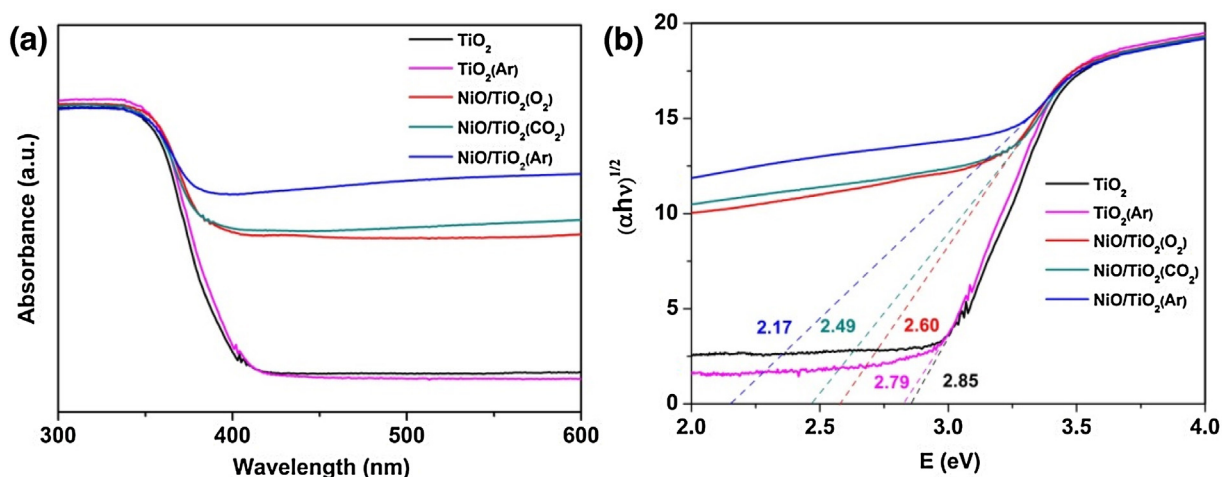 (a)
TiO₂
TiO₂(Ar)
NiO/TiO₂(O₂)
NiO/TiO₂(CO₂)
NiO/TiO₂(Ar)
Absorbance (a.u.)
300 400 500 600
Wavelength (nm)
(b)
20
15
10
5
0
(αhν)¹/²
TiO₂
TiO₂(Ar)
NiO/TiO₂(O₂)
NiO/TiO₂(CO₂)
NiO/TiO₂(Ar)
2.17 2.49 2.60
2.79 2.85
2.0 2.5 3.0 3.5 4.0
E (eV)